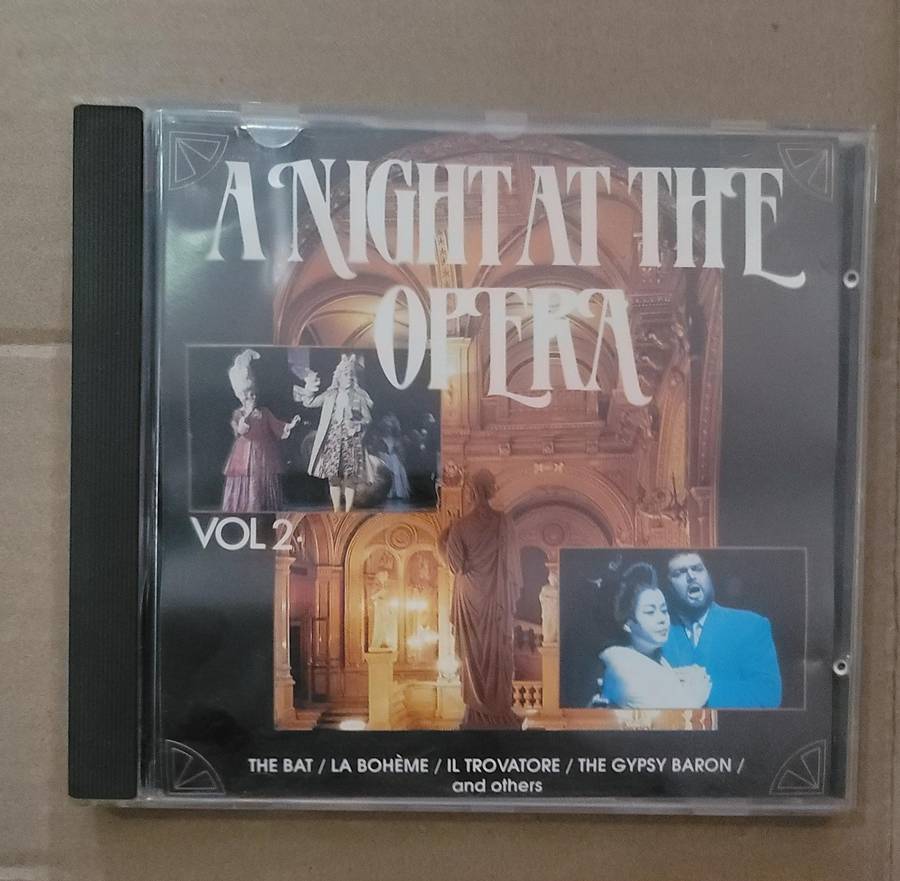 A NIGHT AT THE
OPERA
VOL 2.
THE BAT / LA BOHÈME / IL TROVATORE / THE GYPSY BARON /
and others